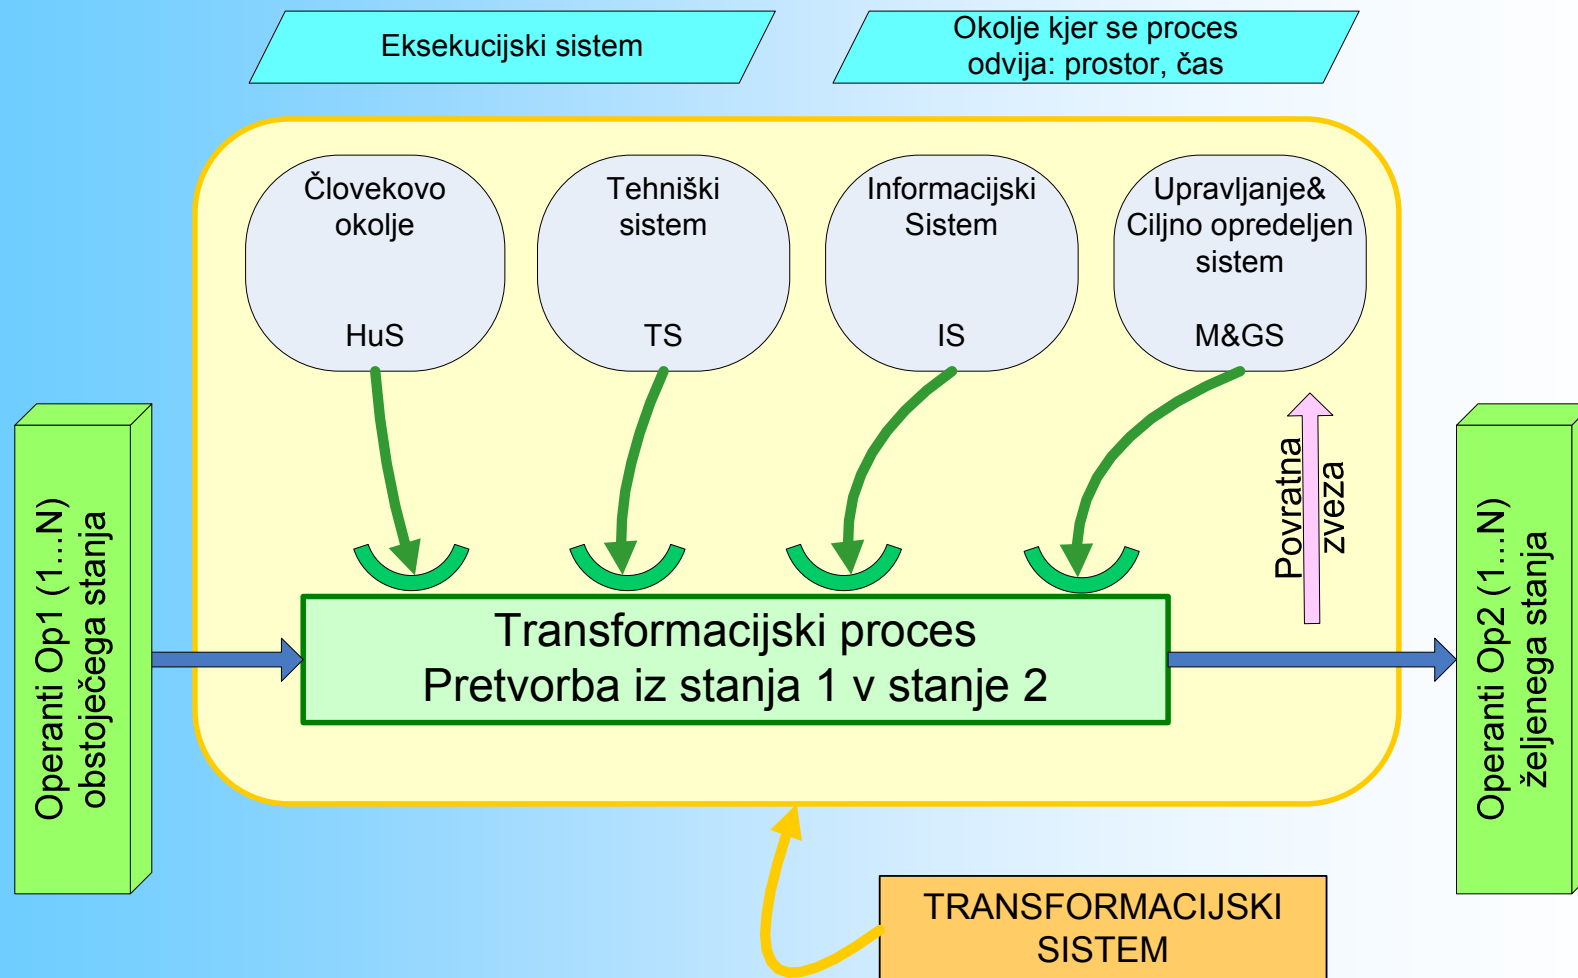 Eksekucijski sistem
Okolje kjer se proces
odvija: prostor, čas
Človekovo
okolje
HuS
Tehniški
sistem
TS
Informacijski
Sistem
IS
Upravljanje&
Ciljno opredeljen
sistem
M&GS
Operanti Op1 (1...N)
obstoječega stanja
Povratna
zveza
Transformacijski proces
Pretvorba iz stanja 1 v stanje 2
Operanti Op2 (1...N)
željenega stanja
TRANSFORMACIJSKI
SISTEM